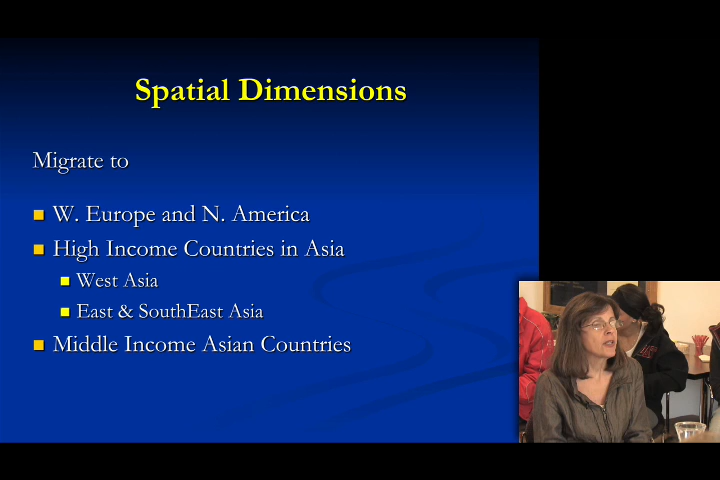 Spatial Dimensions
Migrate to
W. Europe and N. America
High Income Countries in Asia
West Asia
East & SouthEast Asia
Middle Income Asian Countries